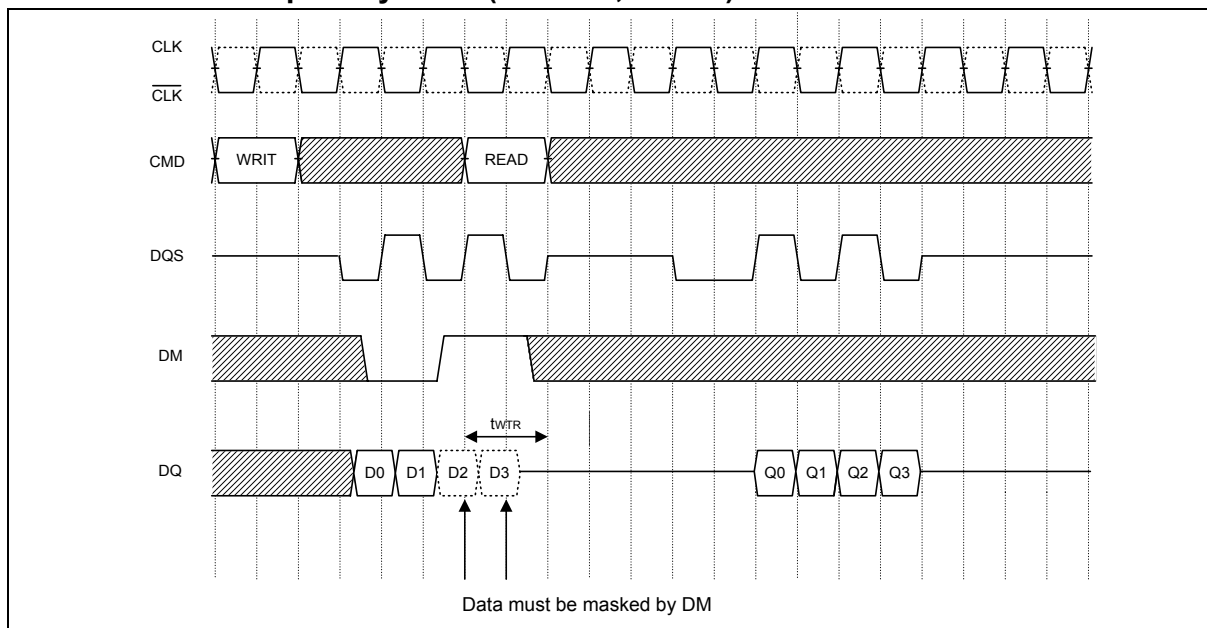 CLK
CLK
CMD WRIT READ
DQS
DM
tWTR
DQ D0 D1 D2 D3 Q0 Q1 Q2 Q3
Data must be masked by DM